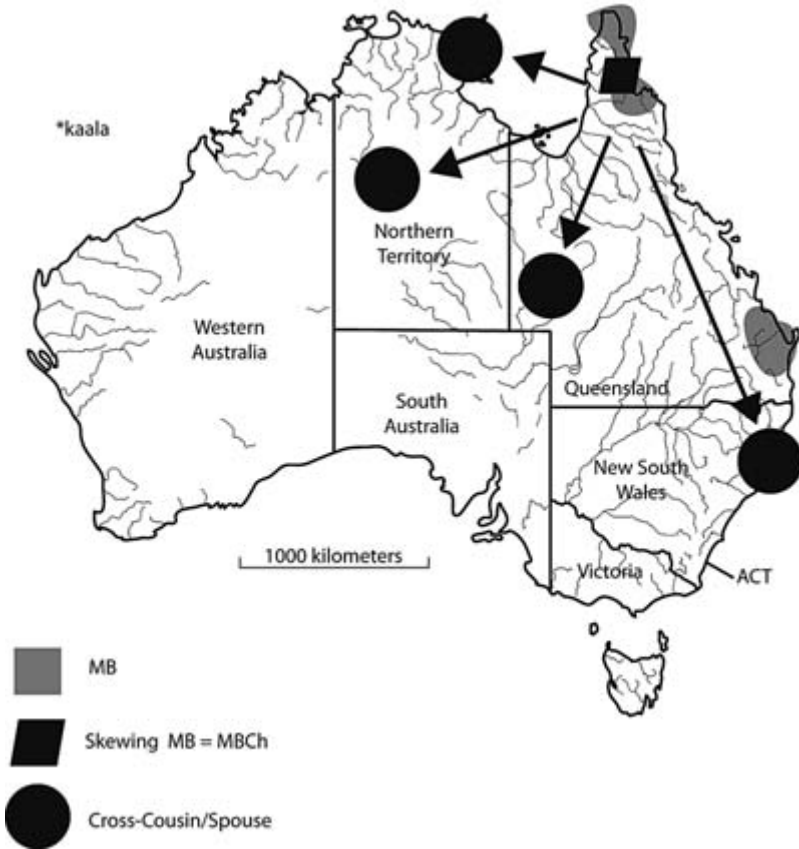 *kaala
Northern
Territory
Western
Australia
Queensland
South
Australia
New South
Wales
1000 kilometers
Victoria
ACT
MB
Skewing MB = MBCh
Cross-Cousin/Spouse